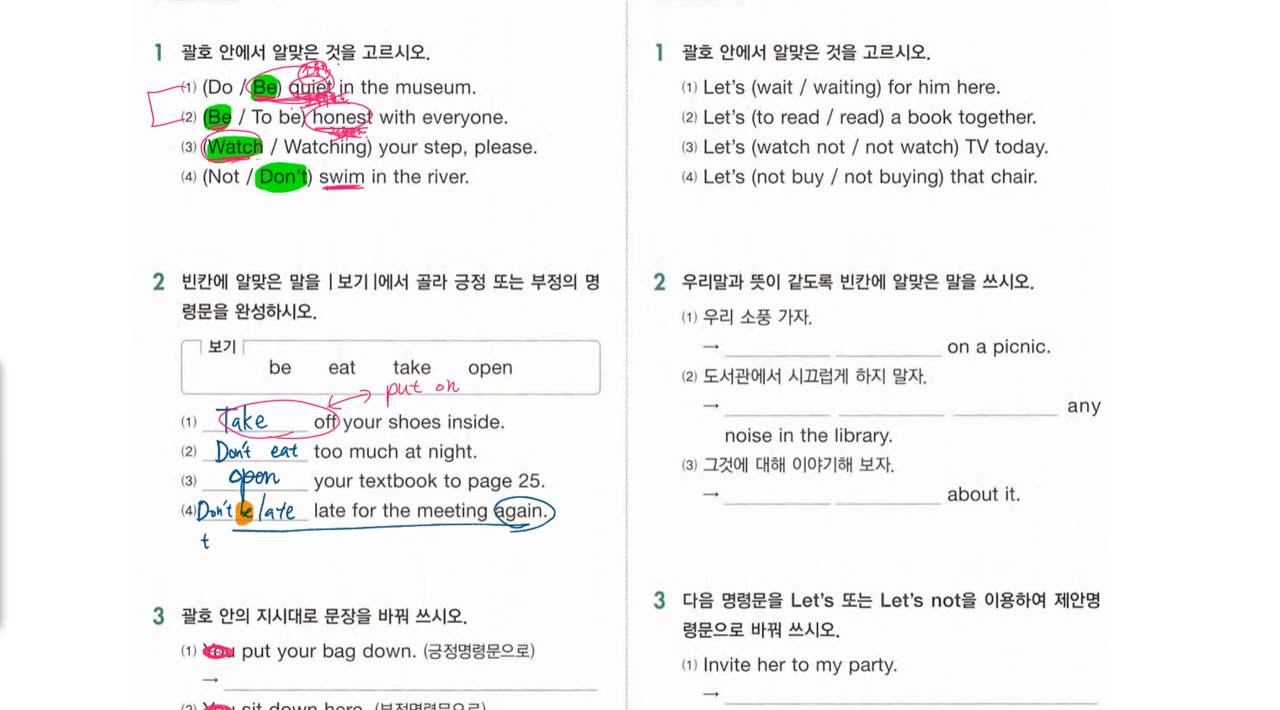 1 괄호 안에서 알맞은 것을 고르시오.
(1) (Do / Be) quiet in the museum.
(2) (Be / To be) honest with everyone.
(3) (Watch / Watching) your step, please.
(4) (Not / Don't) swim in the river.
2 빈칸에 알맞은 말을 |보기|에서 골라 긍정 또는 부정의 명
령문을 완성하시오.
보기
be eat take open
put on
(1) Take off your shoes inside.
(2) Don't eat too much at night.
(3) open your textbook to page 25.
(4) Don't be late late for the meeting again.
t
3 괄호 안의 지시대로 문장을 바꿔 쓰시오.
(1) You put your bag down. (긍정명령문으로)
→
(2) You sit down here. (부정명령문으로)
1 괄호 안에서 알맞은 것을 고르시오.
(1) Let's (wait / waiting) for him here.
(2) Let's (to read / read) a book together.
(3) Let's (watch not / not watch) TV today.
(4) Let's (not buy / not buying) that chair.
2 우리말과 뜻이 같도록 빈칸에 알맞은 말을 쓰시오.
(1) 우리 소풍 가자.
→ on a picnic.
(2) 도서관에서 시끄럽게 하지 말자.
→ any
noise in the library.
(3) 그것에 대해 이야기해 보자.
→ about it.
3 다음 명령문을 Let's 또는 Let's not을 이용하여 제안명
령문으로 바꿔 쓰시오.
(1) Invite her to my party.
→